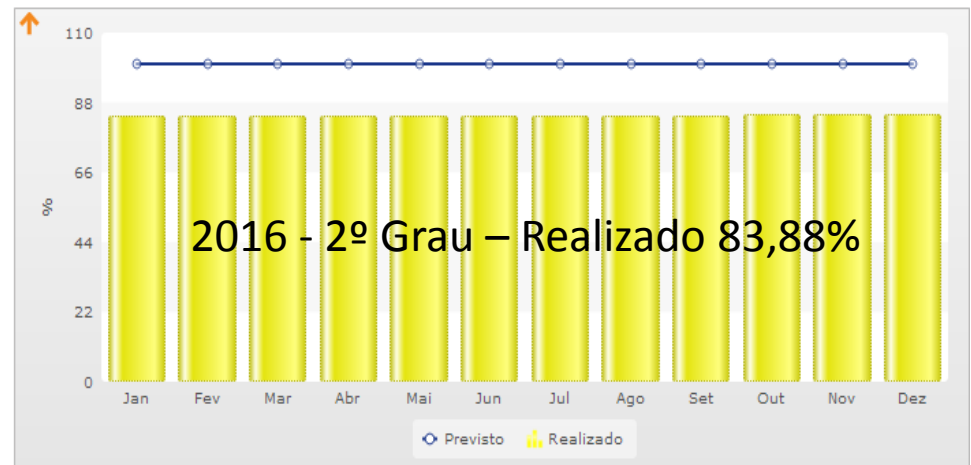 110
88
66
44
22
0
%
2016 - 2º Grau – Realizado 83,88%
Jan Fev Mar Abr Mai Jun Jul Ago Set Out Nov Dez
Previsto Realizado